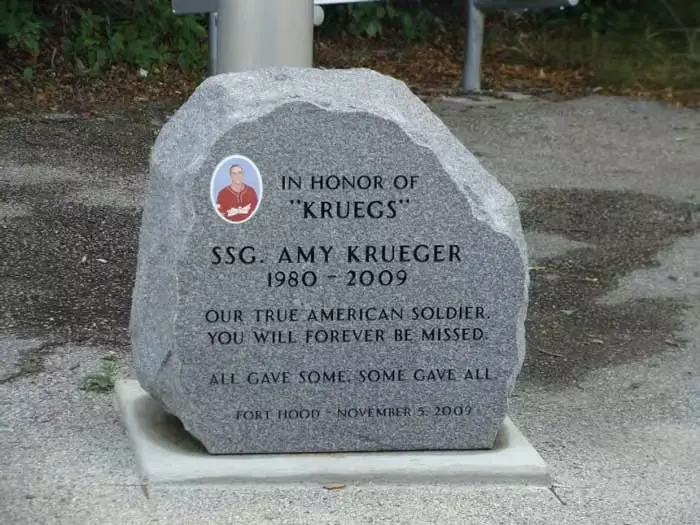 IN HONOR OF
"KRUEGS"
SSG. AMY KRUEGER
1980 - 2009
OUR TRUE AMERICAN SOLDIER.
YOU WILL FOREVER BE MISSED.
ALL GAVE SOME, SOME GAVE ALL
FORT HOOD - NOVEMBER 5, 2009